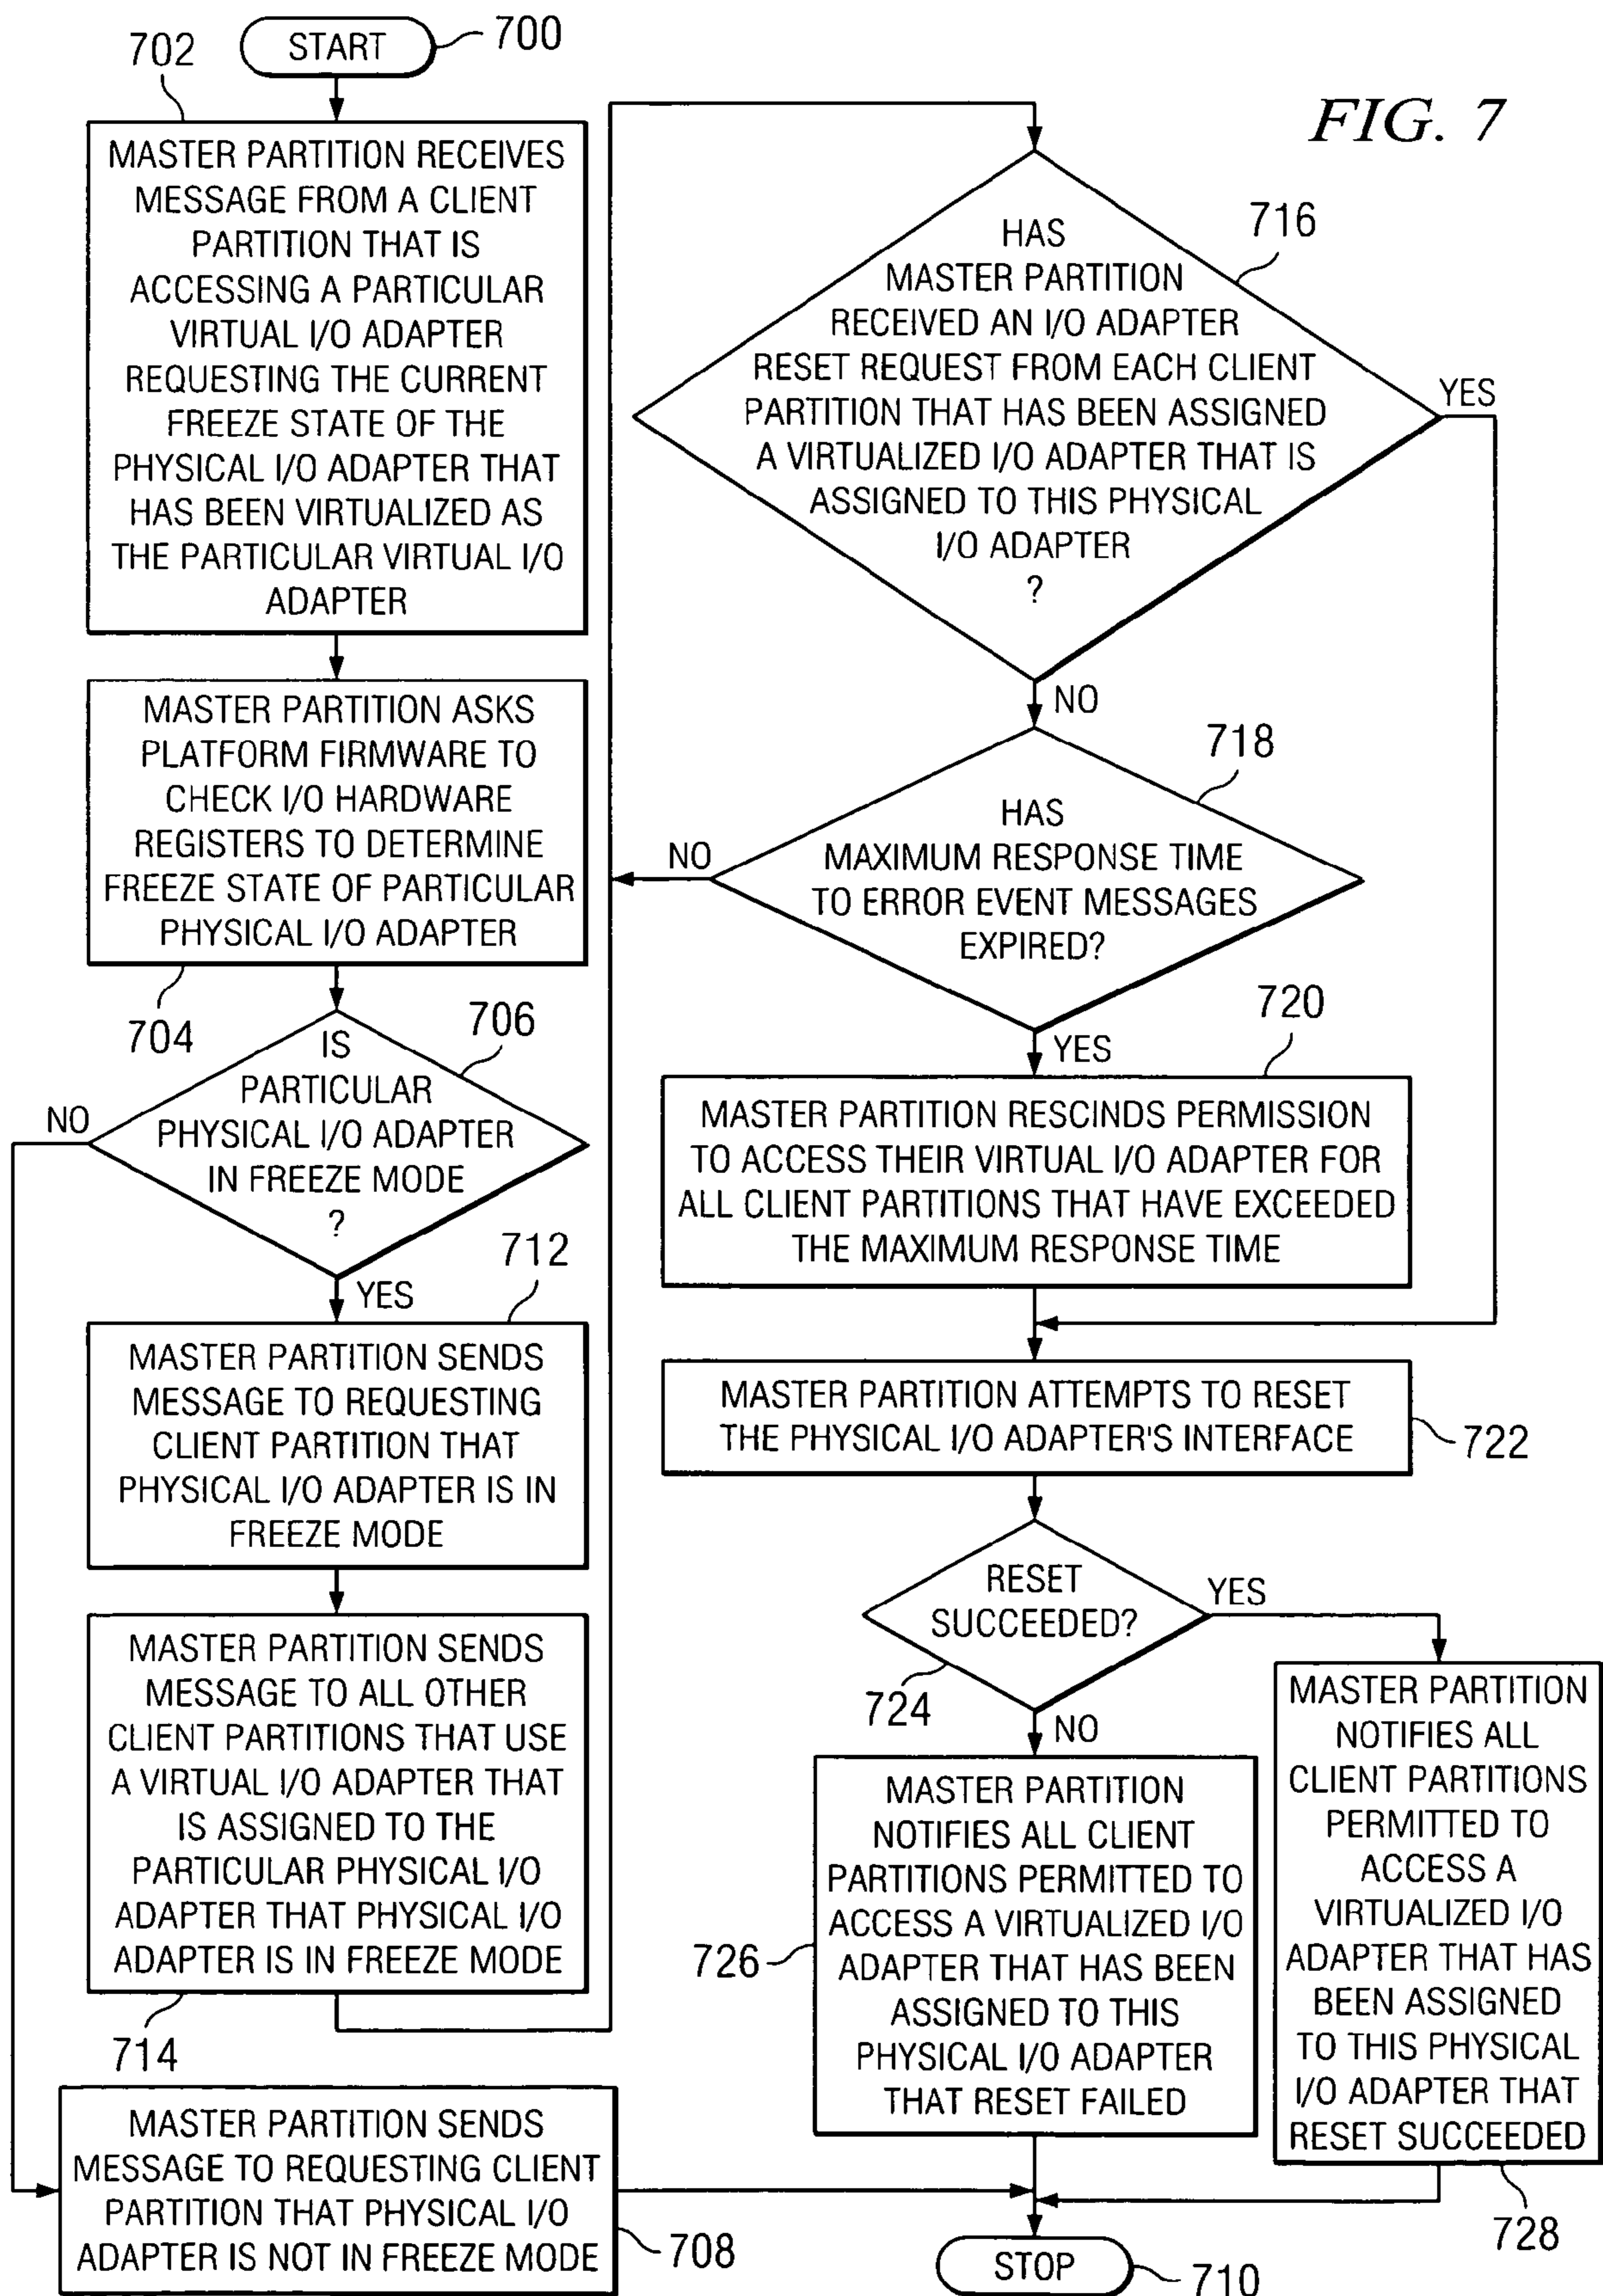 FIG. 7
START
700
702
MASTER PARTITION RECEIVES
MESSAGE FROM A CLIENT
PARTITION THAT IS
ACCESSING A PARTICULAR
VIRTUAL I/O ADAPTER
REQUESTING THE CURRENT
FREEZE STATE OF THE
PHYSICAL I/O ADAPTER THAT
HAS BEEN VIRTUALIZED AS
THE PARTICULAR VIRTUAL I/O
ADAPTER
MASTER PARTITION ASKS
PLATFORM FIRMWARE TO
CHECK I/O HARDWARE
REGISTERS TO DETERMINE
FREEZE STATE OF PARTICULAR
PHYSICAL I/O ADAPTER
704
706
IS
PARTICULAR
PHYSICAL I/O ADAPTER
IN FREEZE MODE
?
NO
YES
712
MASTER PARTITION SENDS
MESSAGE TO REQUESTING
CLIENT PARTITION THAT
PHYSICAL I/O ADAPTER IS IN
FREEZE MODE
MASTER PARTITION SENDS
MESSAGE TO ALL OTHER
CLIENT PARTITIONS THAT USE
A VIRTUAL I/O ADAPTER THAT
IS ASSIGNED TO THE
PARTICULAR PHYSICAL I/O
ADAPTER THAT PHYSICAL I/O
ADAPTER IS IN FREEZE MODE
714
MASTER PARTITION SENDS
MESSAGE TO REQUESTING CLIENT
PARTITION THAT PHYSICAL I/O
ADAPTER IS NOT IN FREEZE MODE
708
716
HAS
MASTER PARTITION
RECEIVED AN I/O ADAPTER
RESET REQUEST FROM EACH CLIENT
PARTITION THAT HAS BEEN ASSIGNED
A VIRTUALIZED I/O ADAPTER THAT IS
ASSIGNED TO THIS PHYSICAL
I/O ADAPTER
?
YES
NO
718
HAS
MAXIMUM RESPONSE TIME
TO ERROR EVENT MESSAGES
EXPIRED?
NO
YES
720
MASTER PARTITION RESCINDS PERMISSION
TO ACCESS THEIR VIRTUAL I/O ADAPTER FOR
ALL CLIENT PARTITIONS THAT HAVE EXCEEDED
THE MAXIMUM RESPONSE TIME
MASTER PARTITION ATTEMPTS TO RESET
THE PHYSICAL I/O ADAPTER'S INTERFACE
722
RESET
SUCCEEDED?
724
YES
NO
MASTER PARTITION
NOTIFIES ALL CLIENT
PARTITIONS PERMITTED TO
ACCESS A VIRTUALIZED I/O
ADAPTER THAT HAS BEEN
ASSIGNED TO THIS
PHYSICAL I/O ADAPTER
THAT RESET FAILED
726
MASTER PARTITION
NOTIFIES ALL
CLIENT PARTITIONS
PERMITTED TO
ACCESS A
VIRTUALIZED I/O
ADAPTER THAT HAS
BEEN ASSIGNED
TO THIS PHYSICAL
I/O ADAPTER THAT
RESET SUCCEEDED
728
STOP
710